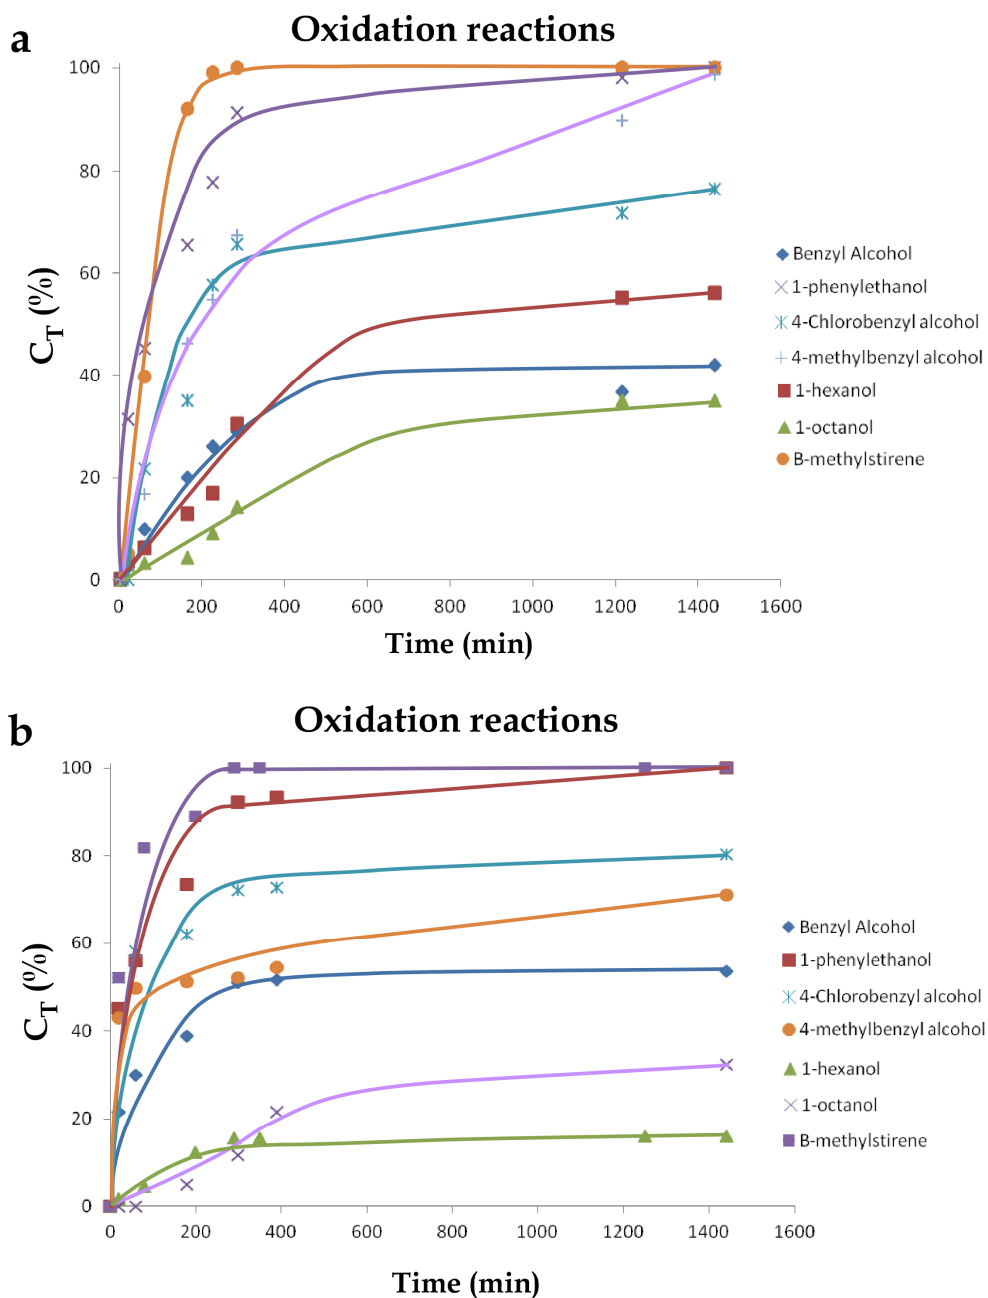 a
Oxidation reactions
100
80
60
40
20
0
C_T (%)
0 200 400 600 800 1000 1200 1400 1600
Time (min)
Benzyl Alcohol
1-phenylethanol
4-Chlorobenzyl alcohol
4-methylbenzyl alcohol
1-hexanol
1-octanol
B-methylstirene
b
Oxidation reactions
100
80
60
40
20
0
C_T (%)
0 200 400 600 800 1000 1200 1400 1600
Time (min)
Benzyl Alcohol
1-phenylethanol
4-Chlorobenzyl alcohol
4-methylbenzyl alcohol
1-hexanol
1-octanol
B-methylstirene